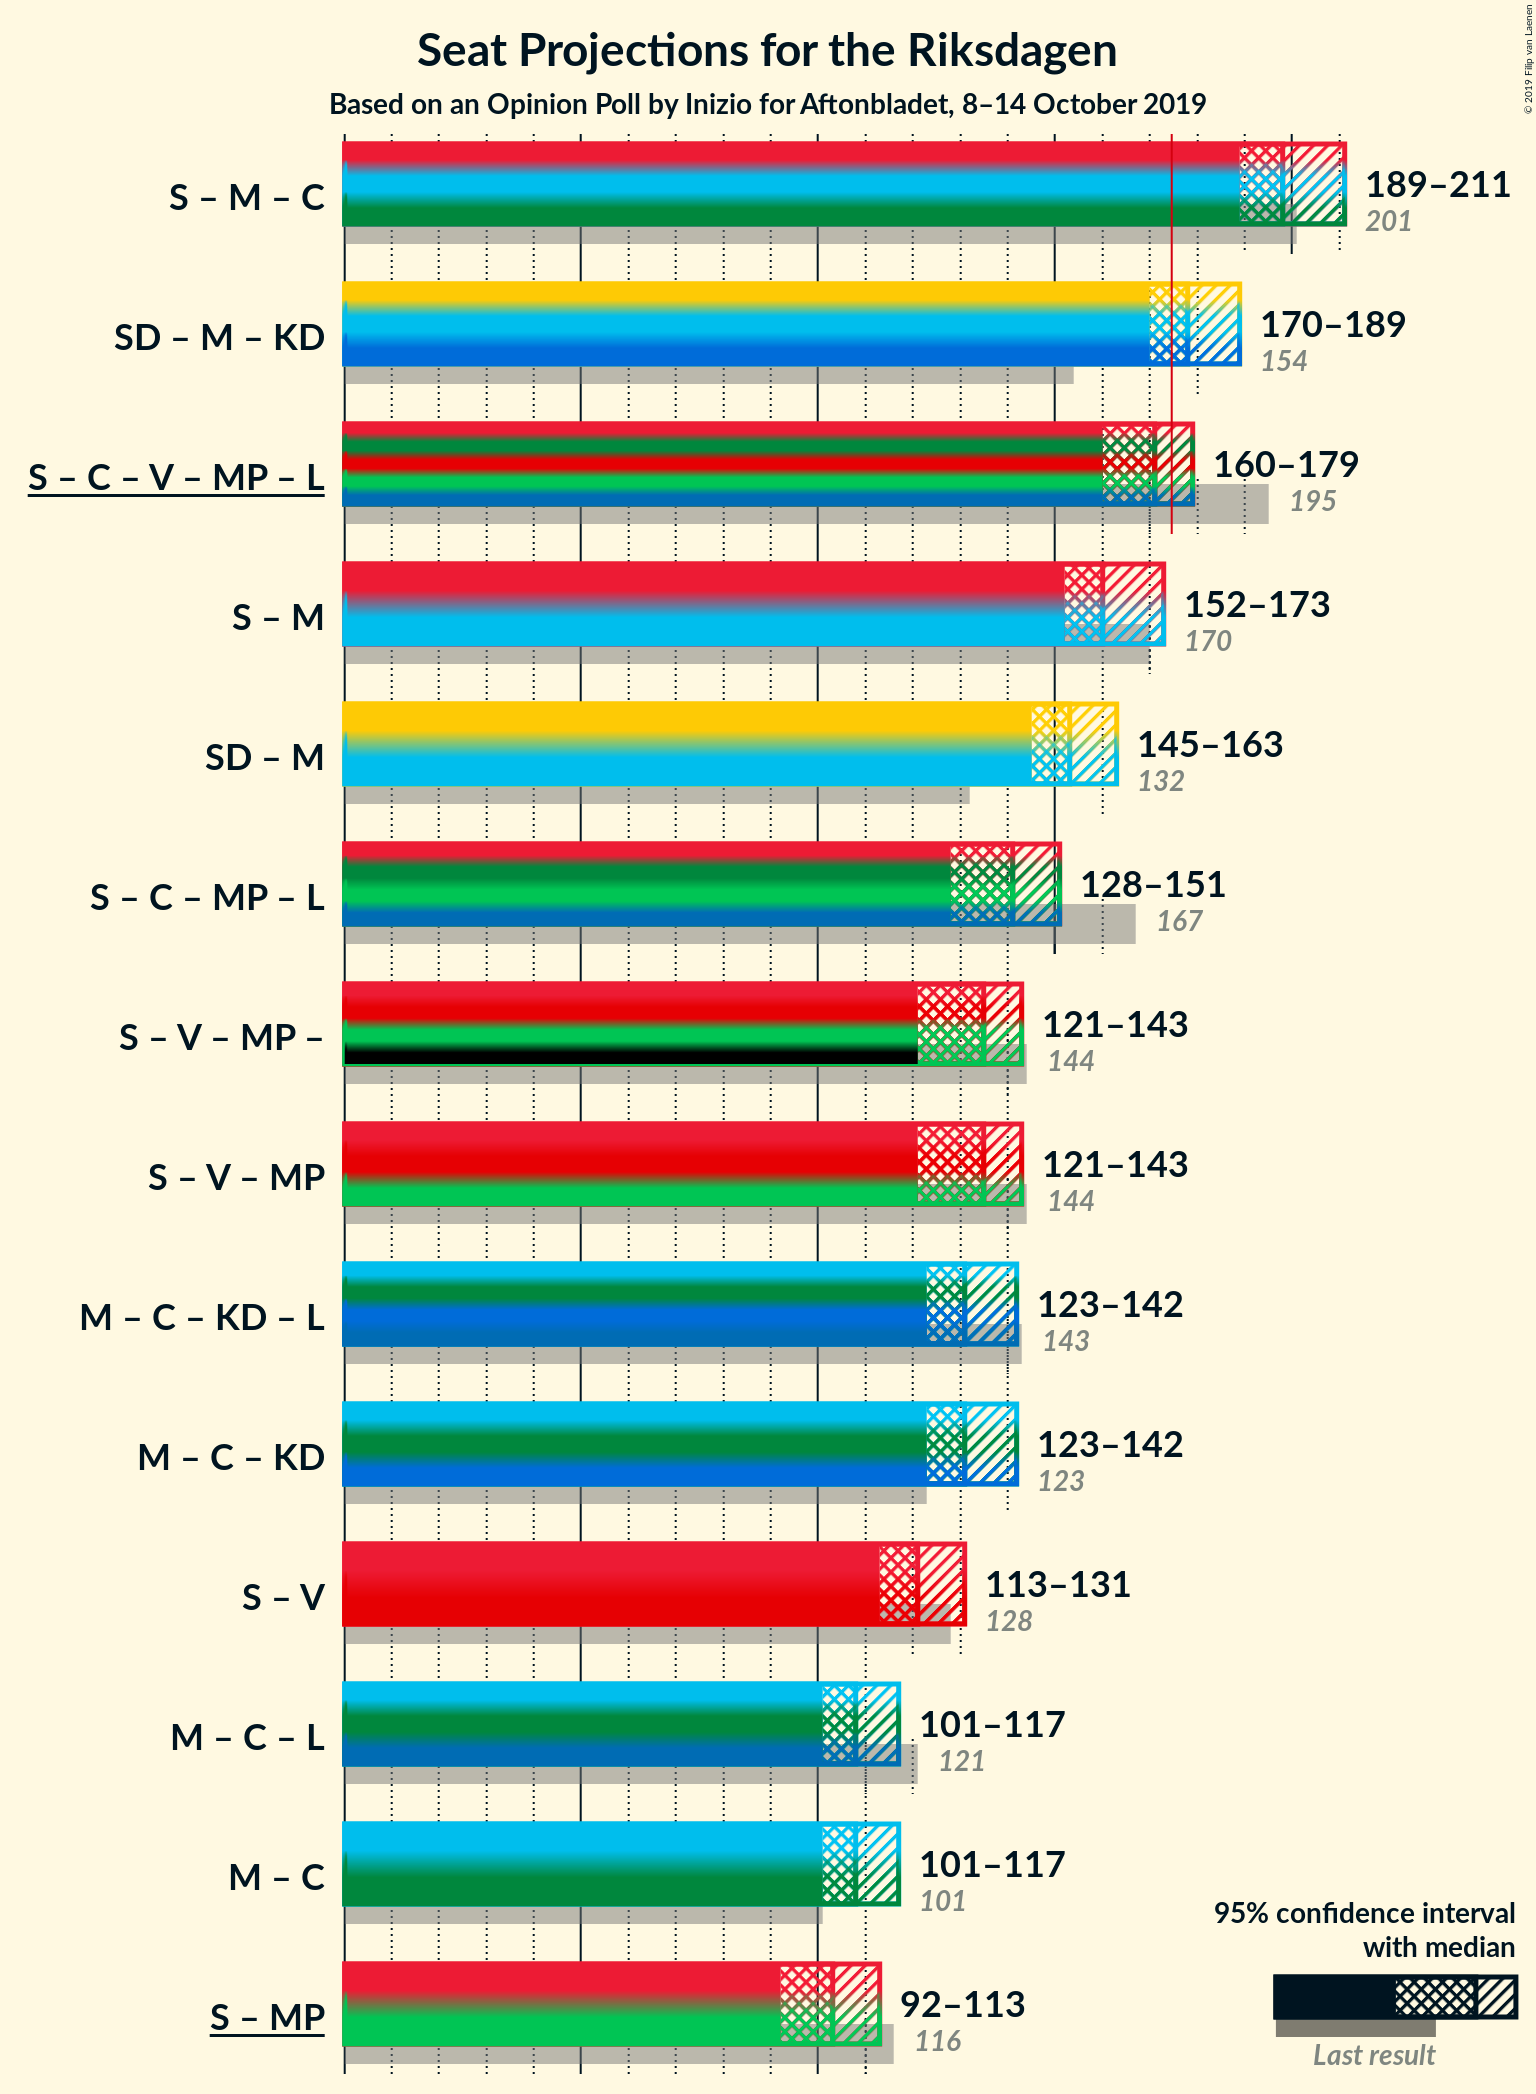 Seat Projections for the Riksdagen
Based on an Opinion Poll by Inizio for Aftonbladet, 8–14 October 2019
© 2019 Filip van Laenen
S – M – C
189–211
201
SD – M – KD
170–189
154
S – C – V – MP – L
160–179
195
S – M
152–173
170
SD – M
145–163
132
S – C – MP – L
128–151
167
S – V – MP –
121–143
144
S – V – MP
121–143
144
M – C – KD – L
123–142
143
M – C – KD
123–142
123
S – V
113–131
128
M – C – L
101–117
121
M – C
101–117
101
S – MP
92–113
116
95% confidence interval
with median
Last result